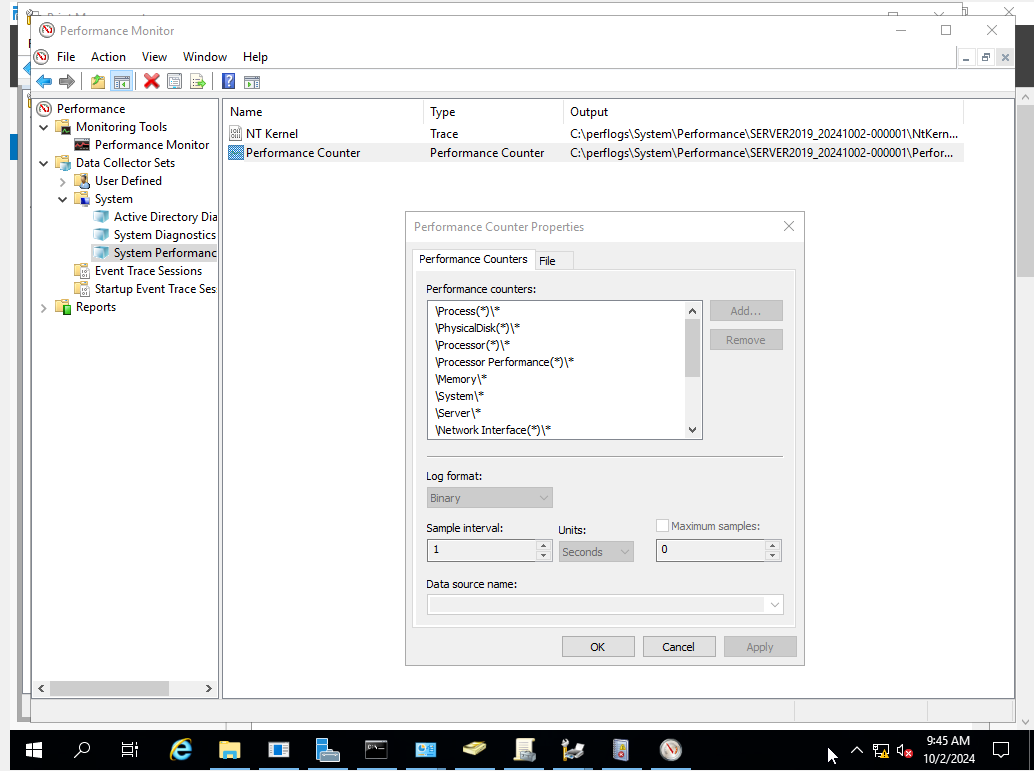 Performance Monitor
File Action View Window Help
Performance
Monitoring Tools
Performance Monitor
Data Collector Sets
User Defined
System
Active Directory Dia
System Diagnostics
System Performanc
Event Trace Sessions
Startup Event Trace Ses
Reports
Name Type Output
NT Kernel Trace C:\perflogs\System\Performance\SERVER2019_20241002-000001\NtKern...
Performance Counter Performance Counter C:\perflogs\System\Performance\SERVER2019_20241002-000001\Perfor...
Performance Counter Properties
Performance Counters File
Performance counters:
\Process(*)\*
\PhysicalDisk(*)\*
\Processor(*)\*
\Processor Performance(*)\*
\Memory\*
\System\*
\Server\*
\Network Interface(*)\*
Add...
Remove
Log format:
Binary
Sample interval: Units: Maximum samples:
1 Seconds 0
Data source name:
OK Cancel Apply
9:45 AM
10/2/2024